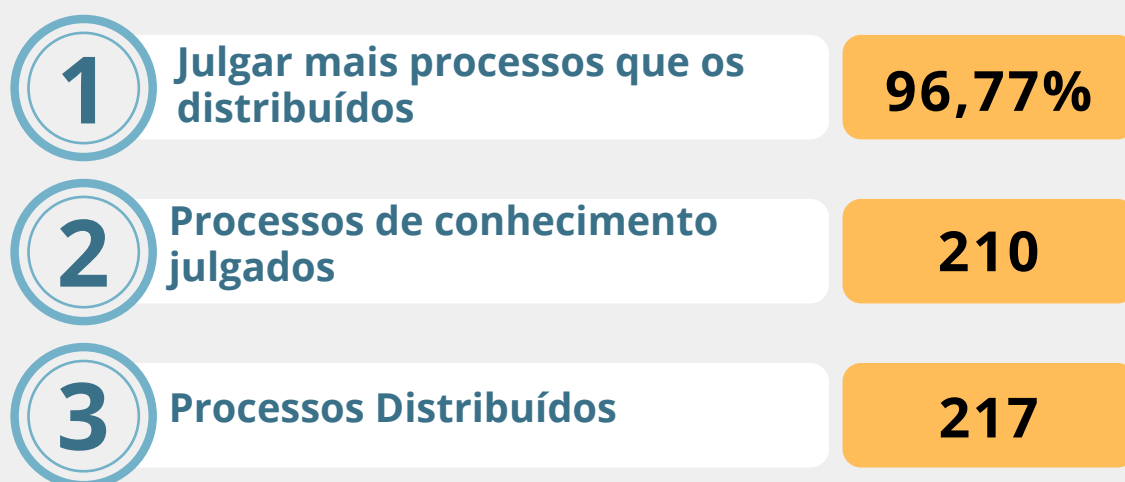 1
Julgar mais processos que os
distribuídos
96,77%
2
Processos de conhecimento
julgados
210
3
Processos Distribuídos
217